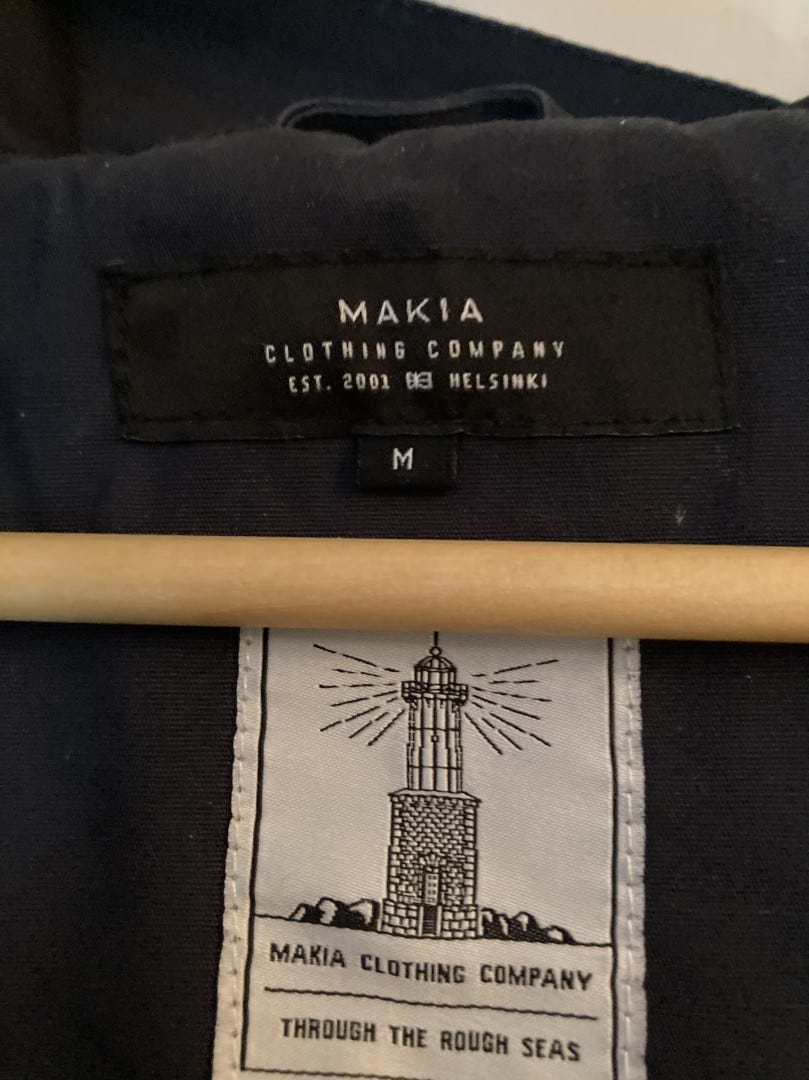 MAKIA
CLOTHING COMPANY
EST. 2001 HELSINKI
M
MAKIA CLOTHING COMPANY
THROUGH THE ROUGH SEAS